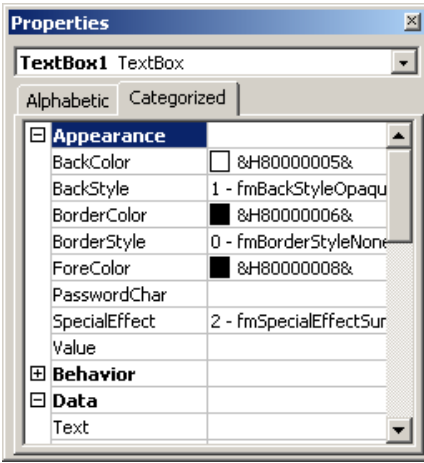 Properties
TextBox1 TextBox
Alphabetic Categorized
Appearance
BackColor &H80000005&
BackStyle 1 - fmBackStyleOpaqu
BorderColor &H80000006&
BorderStyle 0 - fmBorderStyleNone
ForeColor &H80000008&
PasswordChar
SpecialEffect 2 - fmSpecialEffectSur
Value
Behavior
Data
Text